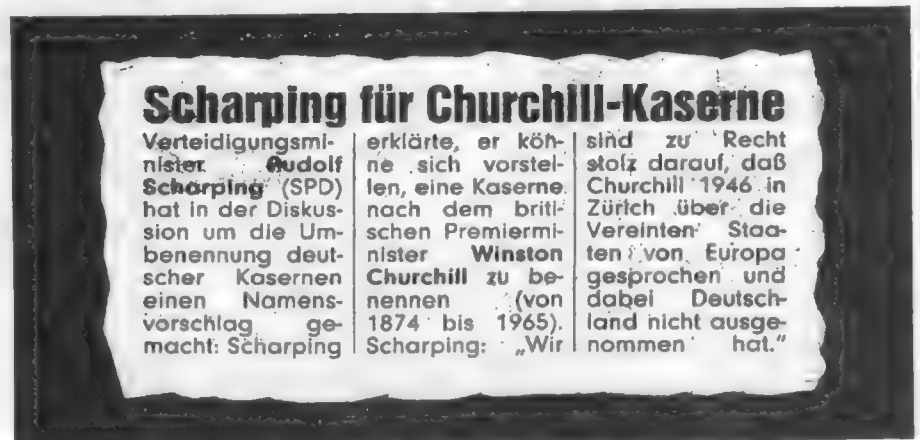 Scharping für Churchill-Kaserne
Verteidigungsmi-
nister Rudolf
Scharping (SPD)
hat in der Diskus-
sion um die Um-
benennung deut-
scher Kasernen
einen Namens-
vorschlag ge-
macht: Scharping
erklärte, er kön-
ne sich vorstel-
len, eine Kaserne
nach dem briti-
schen Premiermi-
nister Winston
Churchill zu be-
nennen (von
1874 bis 1965).
Scharping: „Wir
sind zu Recht
stolz darauf, daß
Churchill 1946 in
Zürich über die
Vereinten Staa-
ten von Europa
gesprochen und
dabei Deutsch-
land nicht ausge-
nommen hat.“